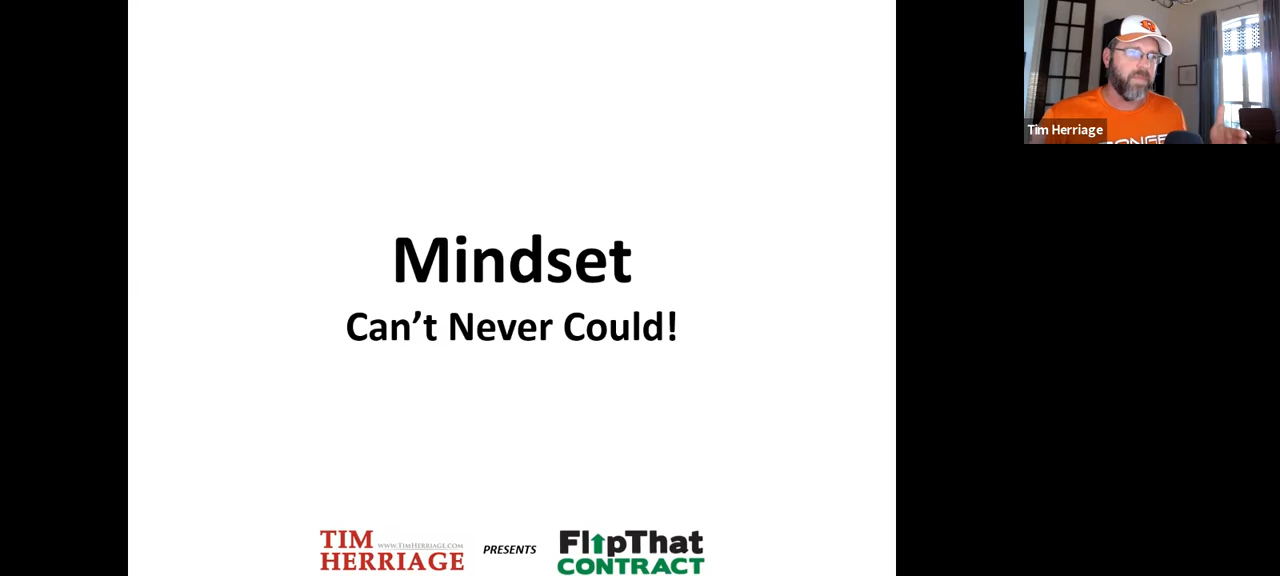 Mindset
Can't Never Could!
TIM
WWW.TIMHERRIAGE.COM
HERRIAGE
PRESENTS
FlipThat
CONTRACT
Tim Herriage